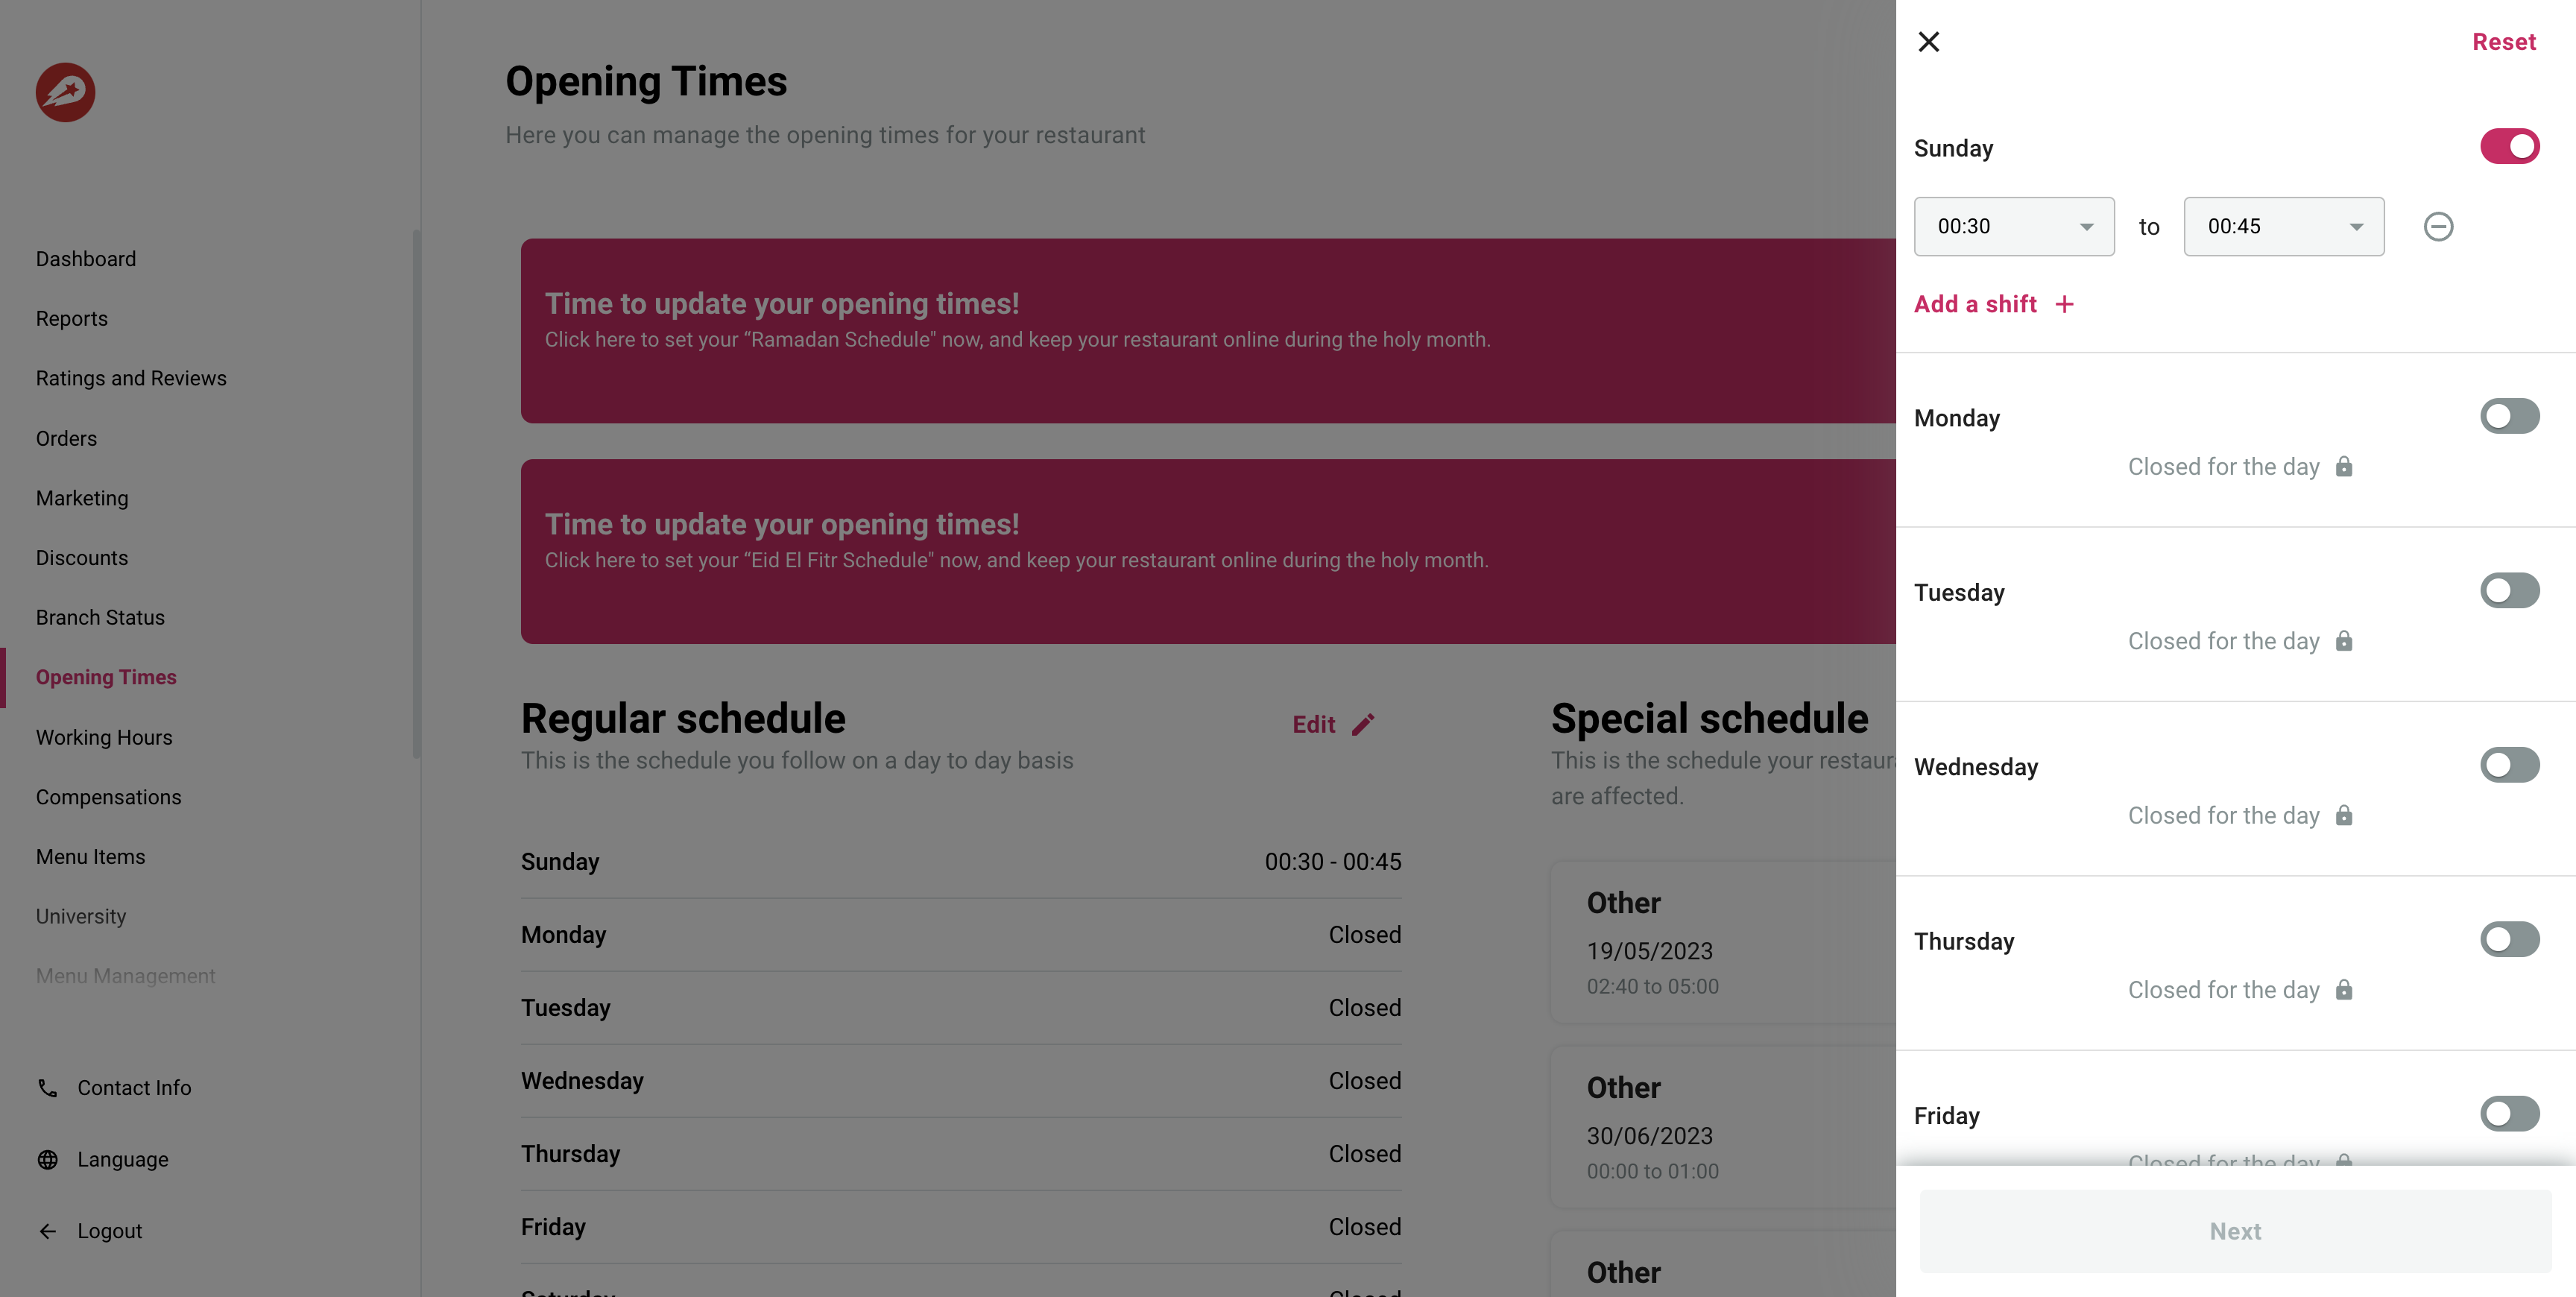 Dashboard
Reports
Ratings and Reviews
Orders
Marketing
Discounts
Branch Status
Opening Times
Working Hours
Compensations
Menu Items
University
Menu Management
Contact Info
Language
Logout
Opening Times
Here you can manage the opening times for your restaurant
Time to update your opening times!
Click here to set your “Ramadan Schedule" now, and keep your restaurant online during the holy month.
Time to update your opening times!
Click here to set your “Eid El Fitr Schedule" now, and keep your restaurant online during the holy month.
Regular schedule
Edit
This is the schedule you follow on a day to day basis
Sunday 00:30 - 00:45
Monday Closed
Tuesday Closed
Wednesday Closed
Thursday Closed
Friday Closed
Saturday Closed
Special schedule
This is the schedule your
are affected.
Other
19/05/2023
02:40 to 05:00
Other
30/06/2023
00:00 to 01:00
Other
Reset
Sunday
00:30 to 00:45
Add a shift +
Monday
Closed for the day
Tuesday
Closed for the day
Wednesday
Closed for the day
Thursday
Closed for the day
Friday
Closed for the day
Next